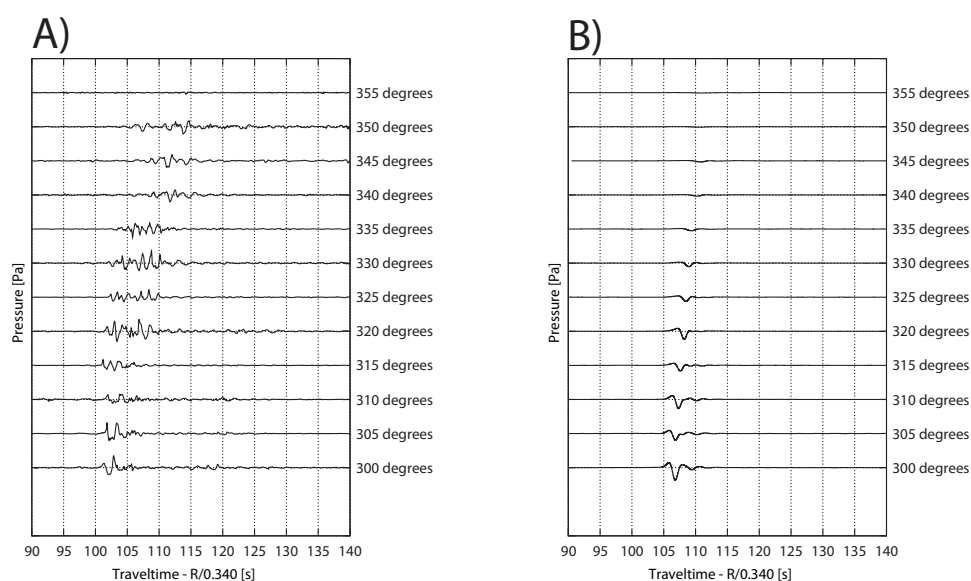 A)
355 degrees
350 degrees
345 degrees
340 degrees
335 degrees
330 degrees
325 degrees
320 degrees
315 degrees
310 degrees
305 degrees
300 degrees
Pressure [Pa]
90 95 100 105 110 115 120 125 130 135 140
Traveltime - R/0.340 [s]
B)
355 degrees
350 degrees
345 degrees
340 degrees
335 degrees
330 degrees
325 degrees
320 degrees
315 degrees
310 degrees
305 degrees
300 degrees
Pressure [Pa]
90 95 100 105 110 115 120 125 130 135 140
Traveltime - R/0.340 [s]